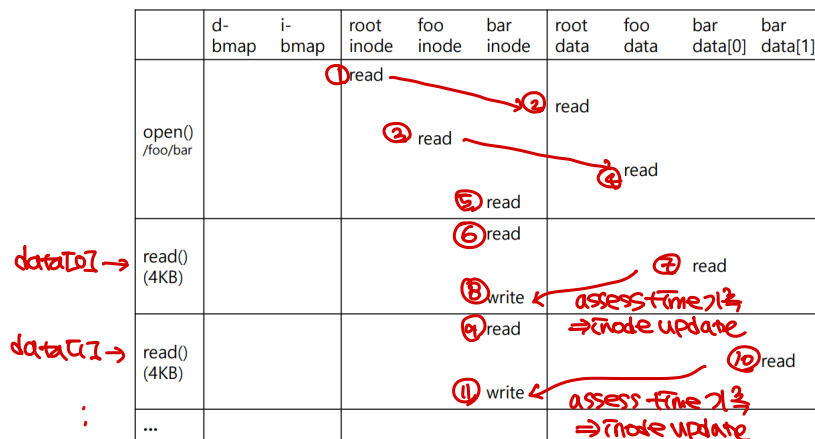 d-bmap i-bmap root inode foo inode bar inode root data foo data bar data[0] bar data[1]
open() /foo/bar
① read
② read
③ read
④ read
⑤ read
data[0] → read() (4KB)
⑥ read
⑦ read
⑧ write
assess time 기록
⇒ inode update
data[1] → read() (4KB)
⑨ read
⑩ read
⑪ write
assess time 기록
⇒ inode update
⋮
...